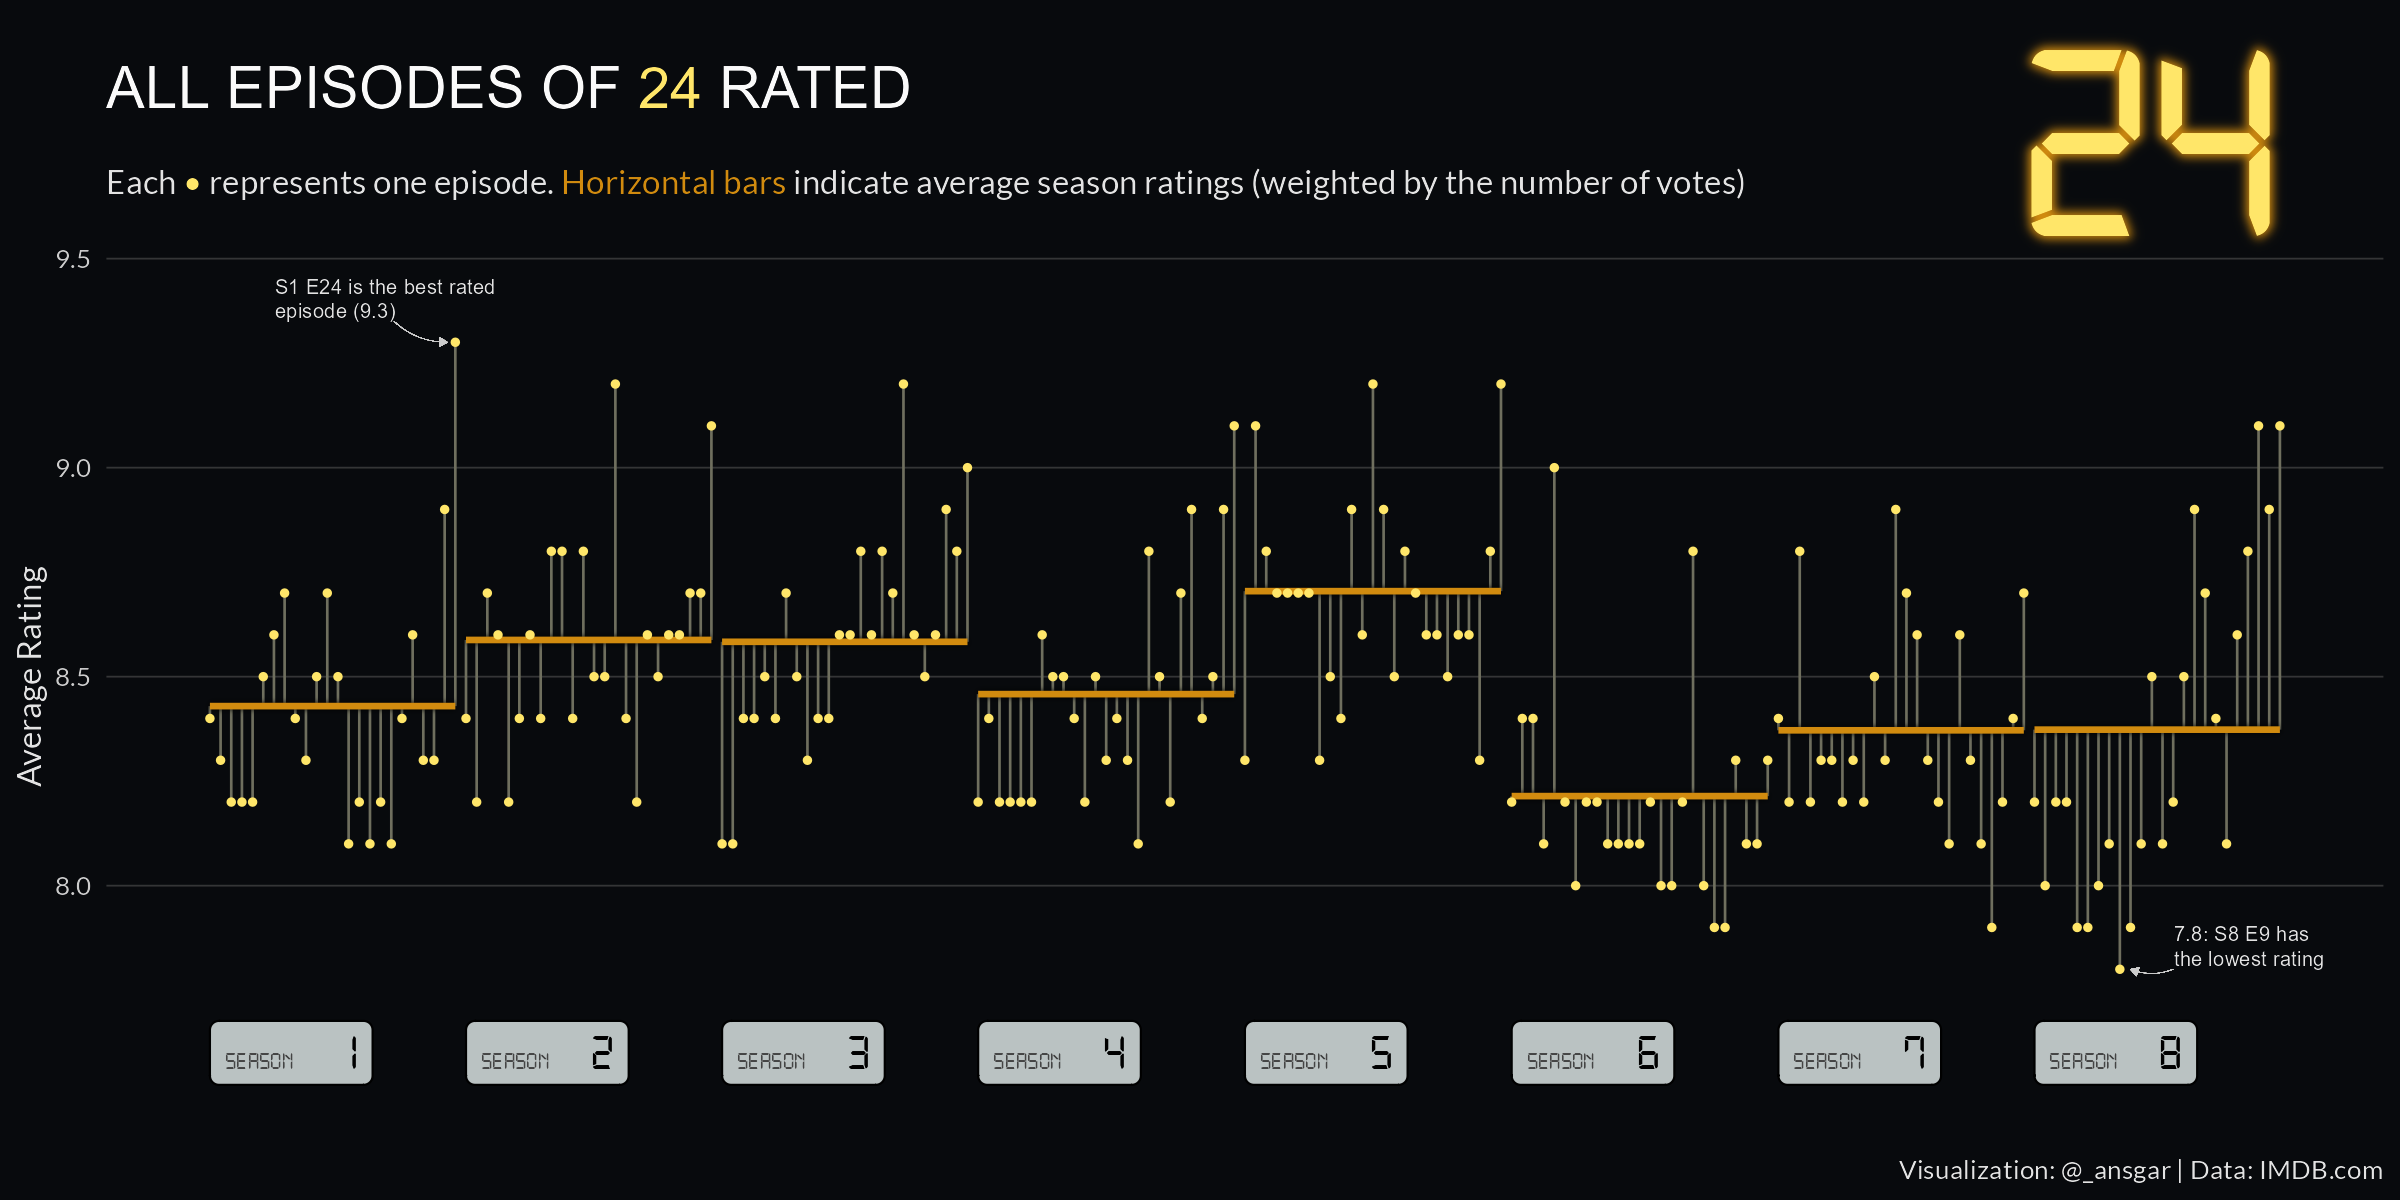 ALL EPISODES OF 24 RATED
24
Each ● represents one episode. Horizontal bars indicate average season ratings (weighted by the number of votes)
9.5
S1 E24 is the best rated
episode (9.3)
9.0
8.5
8.0
Average Rating
7.8: S8 E9 has
the lowest rating
SEASON 1
SEASON 2
SEASON 3
SEASON 4
SEASON 5
SEASON 6
SEASON 7
SEASON 8
Visualization: @_ansgar | Data: IMDB.com